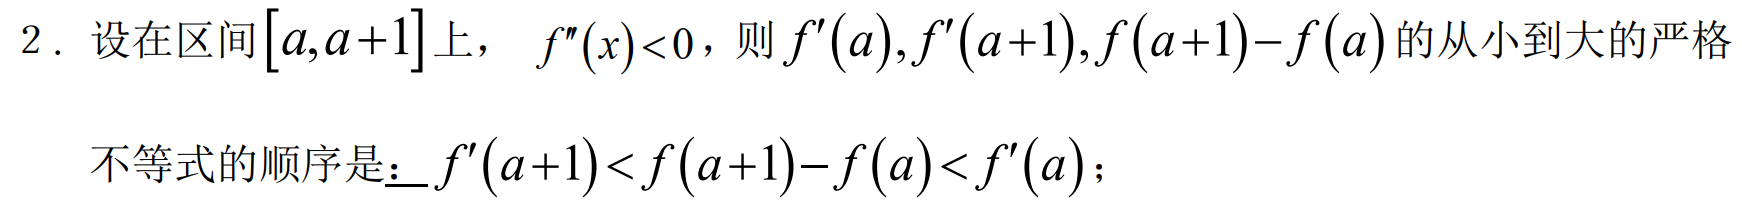 2． 设在区间[a,a+1]上， f″(x)<0，则 f′(a),f′(a+1),f(a+1)−f(a)的从小到大的严格
不等式的顺序是： f′(a+1)<f(a+1)−f(a)<f′(a)；